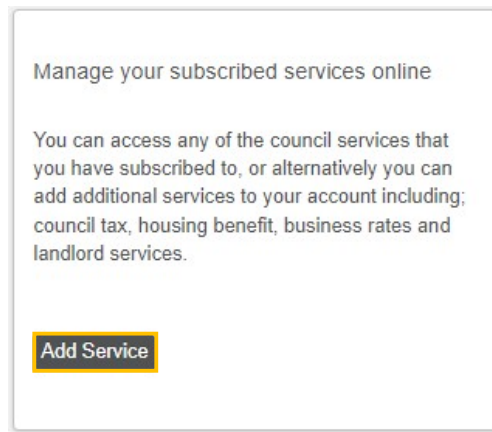 Manage your subscribed services online
You can access any of the council services that
you have subscribed to, or alternatively you can
add additional services to your account including;
council tax, housing benefit, business rates and
landlord services.
Add Service